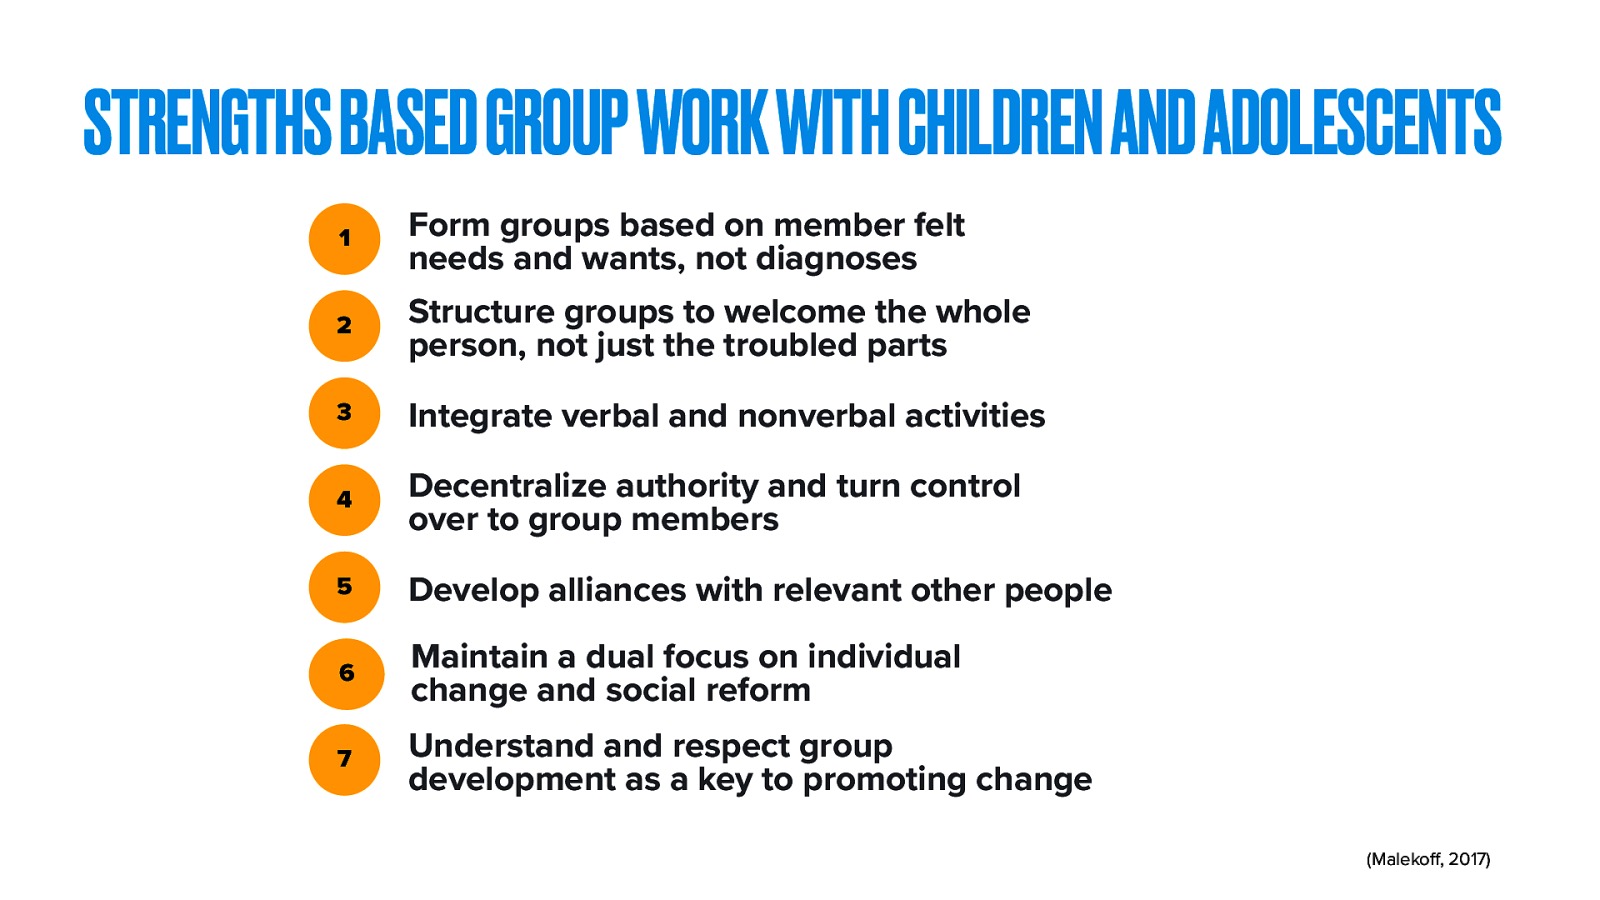 STRENGTHS BASED GROUP WORK WITH CHILDREN AND ADOLESCENTS
1
Form groups based on member felt
needs and wants, not diagnoses
2
Structure groups to welcome the whole
person, not just the troubled parts
3
Integrate verbal and nonverbal activities
4
Decentralize authority and turn control
over to group members
5
Develop alliances with relevant other people
6
Maintain a dual focus on individual
change and social reform
7
Understand and respect group
development as a key to promoting change
(Malekoff, 2017)